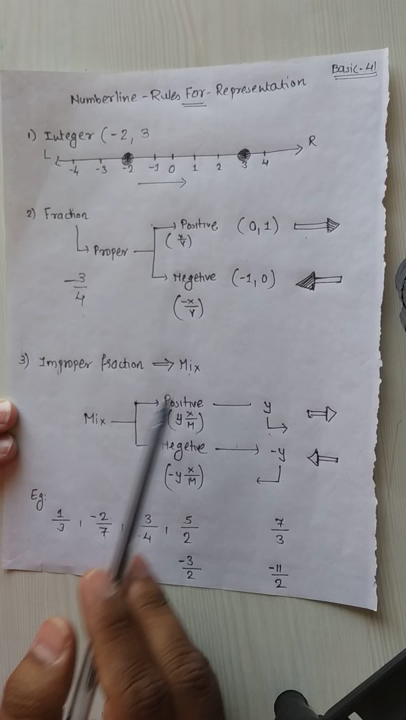 Basic-41
Numberline-Rules For-Representation
1) Integer (-2, 3
L -4 -3 -2 -1 0 1 2 3 4 R
2) Fraction
Proper
Positive (0,1)
Negetive (-1,0)
(-x/y)
-3/4
3) Improper fraction ⇒ Mix
Mix
Positive y
(y x/M)
Negetive -y
(-y x/M)
Eg:
1/3, -2/7, 3/4, 5/2 7/3
-3/2 -11/2